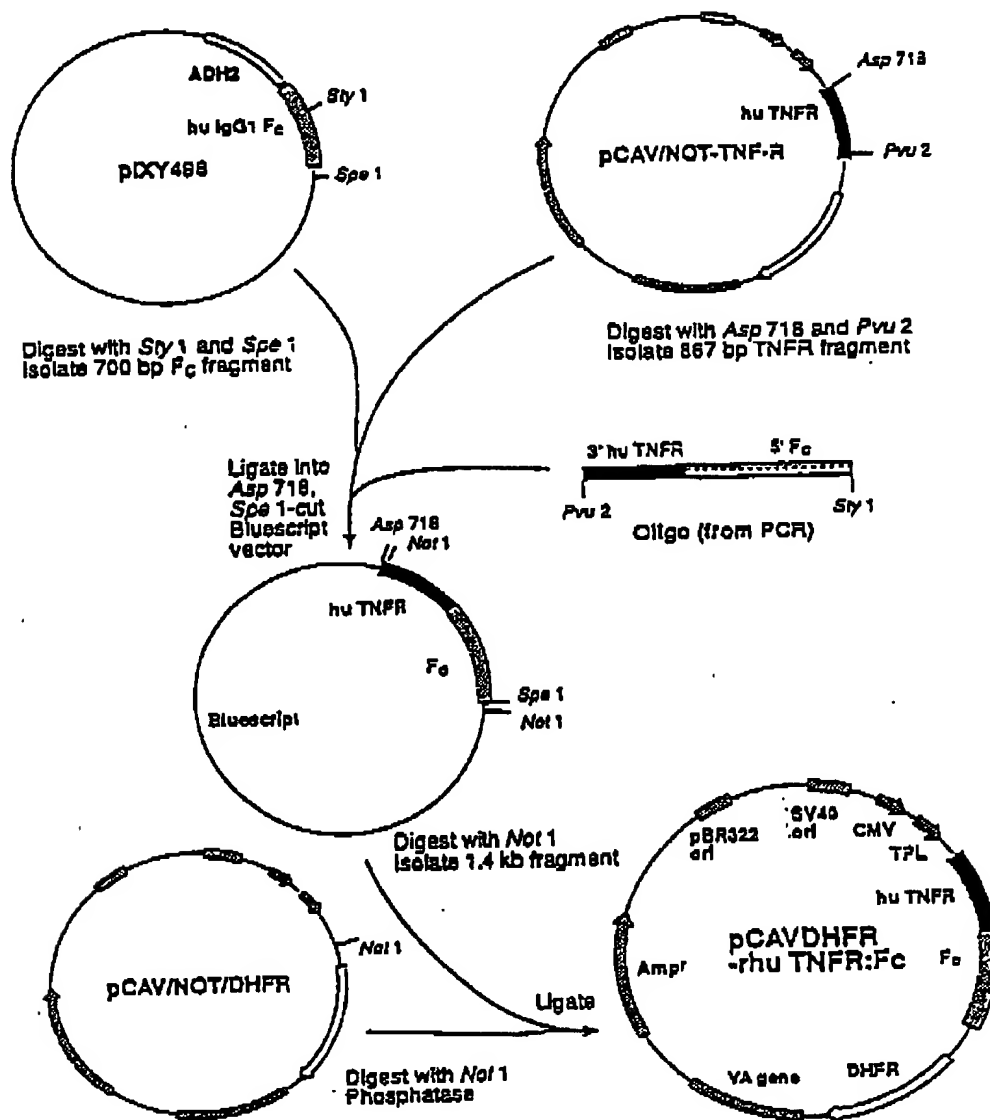 ADH2
Sty 1
hu IgG1 Fc
pIXY498
Spe 1
Asp 718
hu TNFR
pCAV/NOT-TNF-R
Pvu 2
Digest with Sty 1 and Spe 1
Isolate 700 bp Fc fragment
Digest with Asp 718 and Pvu 2
Isolate 867 bp TNFR fragment
3' hu TNFR
5' Fc
Pvu 2
Sty 1
Oligo (from PCR)
Ligate into
Asp 718,
Spe 1-cut
Bluescript
vector
Asp 718
Not 1
hu TNFR
Fc
Spe 1
Not 1
Bluescript
Digest with Not 1
Isolate 1.4 kb fragment
Not 1
pCAV/NOT/DHFR
Digest with Not 1
Phosphatase
Ligate
pBR322
ori
SV40
ori
CMV
TPL
hu TNFR
pCAVDHFR
-rhu TNFR:Fc
Fc
Ampr
VA gene
DHFR